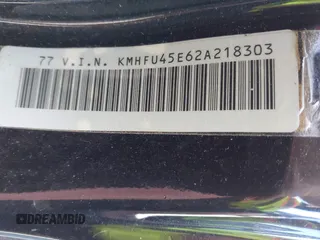 77 V.I.N. KMHFU45E62A218303
DREAMBID